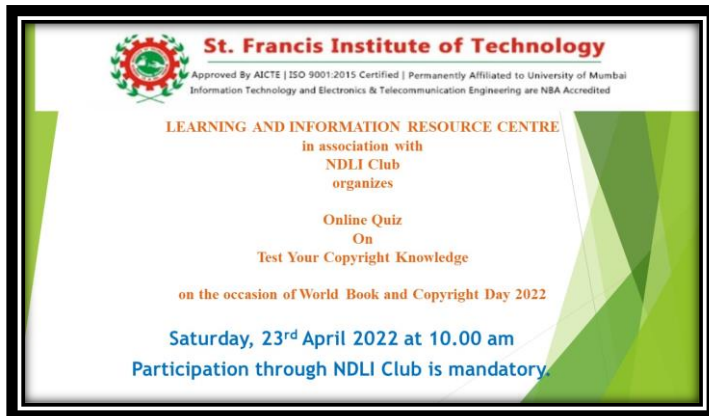 St. Francis Institute of Technology
Approved By AICTE | ISO 9001:2015 Certified | Permanently Affiliated to University of Mumbai
Information Technology and Electronics & Telecommunication Engineering are NBA Accredited
LEARNING AND INFORMATION RESOURCE CENTRE
in association with
NDLI Club
organizes
Online Quiz
On
Test Your Copyright Knowledge
on the occasion of World Book and Copyright Day 2022
Saturday, 23rd April 2022 at 10.00 am
Participation through NDLI Club is mandatory.